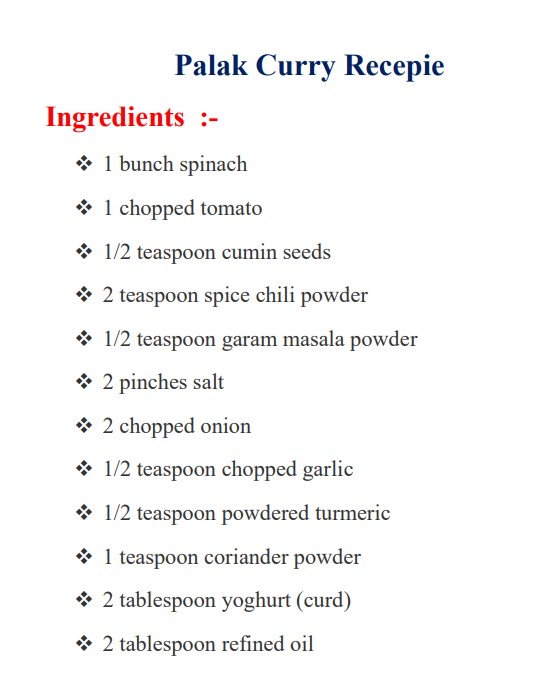 Palak Curry Recepie
Ingredients :-
❖ 1 bunch spinach
❖ 1 chopped tomato
❖ 1/2 teaspoon cumin seeds
❖ 2 teaspoon spice chili powder
❖ 1/2 teaspoon garam masala powder
❖ 2 pinches salt
❖ 2 chopped onion
❖ 1/2 teaspoon chopped garlic
❖ 1/2 teaspoon powdered turmeric
❖ 1 teaspoon coriander powder
❖ 2 tablespoon yoghurt (curd)
❖ 2 tablespoon refined oil